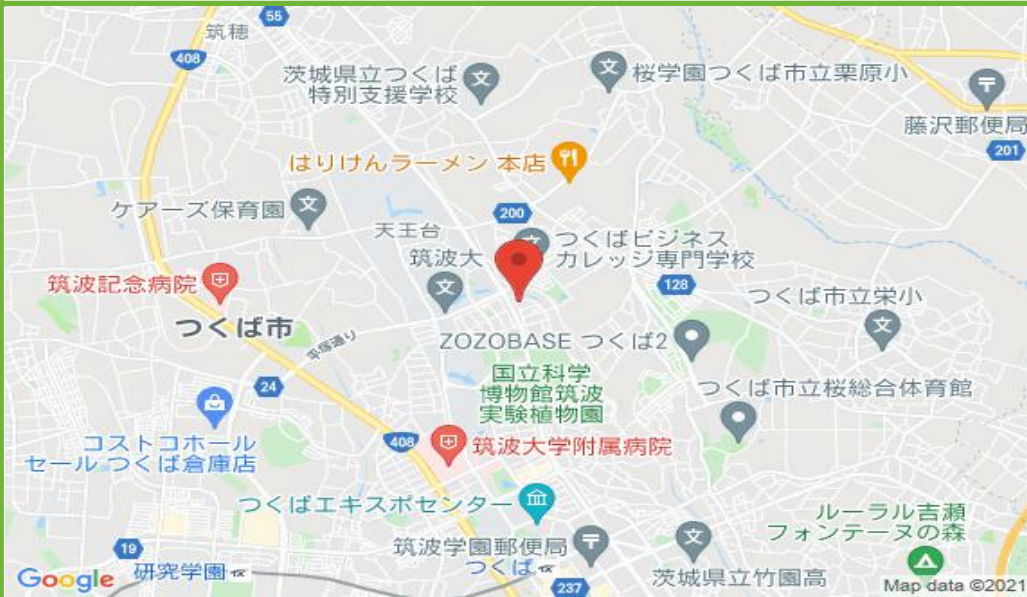 55
筑穂
408
茨城県立つくば
特別支援学校
桜学園つくば市立栗原小
藤沢郵便局
201
はりけんラーメン 本店
ケアーズ保育園
200
天王台
つくばビジネス
カレッジ専門学校
筑波大
筑波記念病院
128
つくば市立栄小
つくば市
平塚通り
ZOZOBASE つくば2
国立科学
博物館筑波
実験植物園
24
つくば市立桜総合体育館
コストコホール
セール つくば倉庫店
408
筑波大学附属病院
つくばエキスポセンター
ルーラル吉瀬
フォンテーヌの森
19
筑波学園郵便局
つくば
研究学園
237
茨城県立竹園高
Google
Map data ©2021